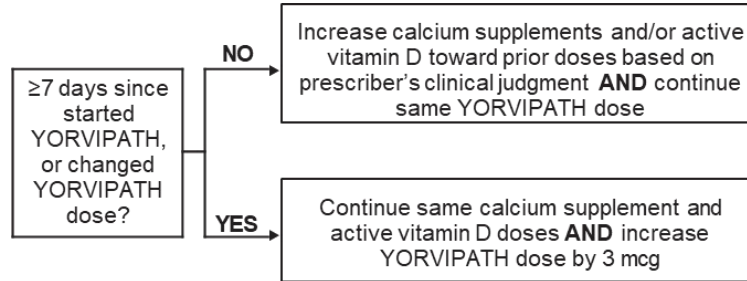 ≥7 days since
started
YORVIPATH,
or changed
YORVIPATH
dose?
NO
Increase calcium supplements and/or active
vitamin D toward prior doses based on
prescriber’s clinical judgment AND continue
same YORVIPATH dose
YES
Continue same calcium supplement and
active vitamin D doses AND increase
YORVIPATH dose by 3 mcg